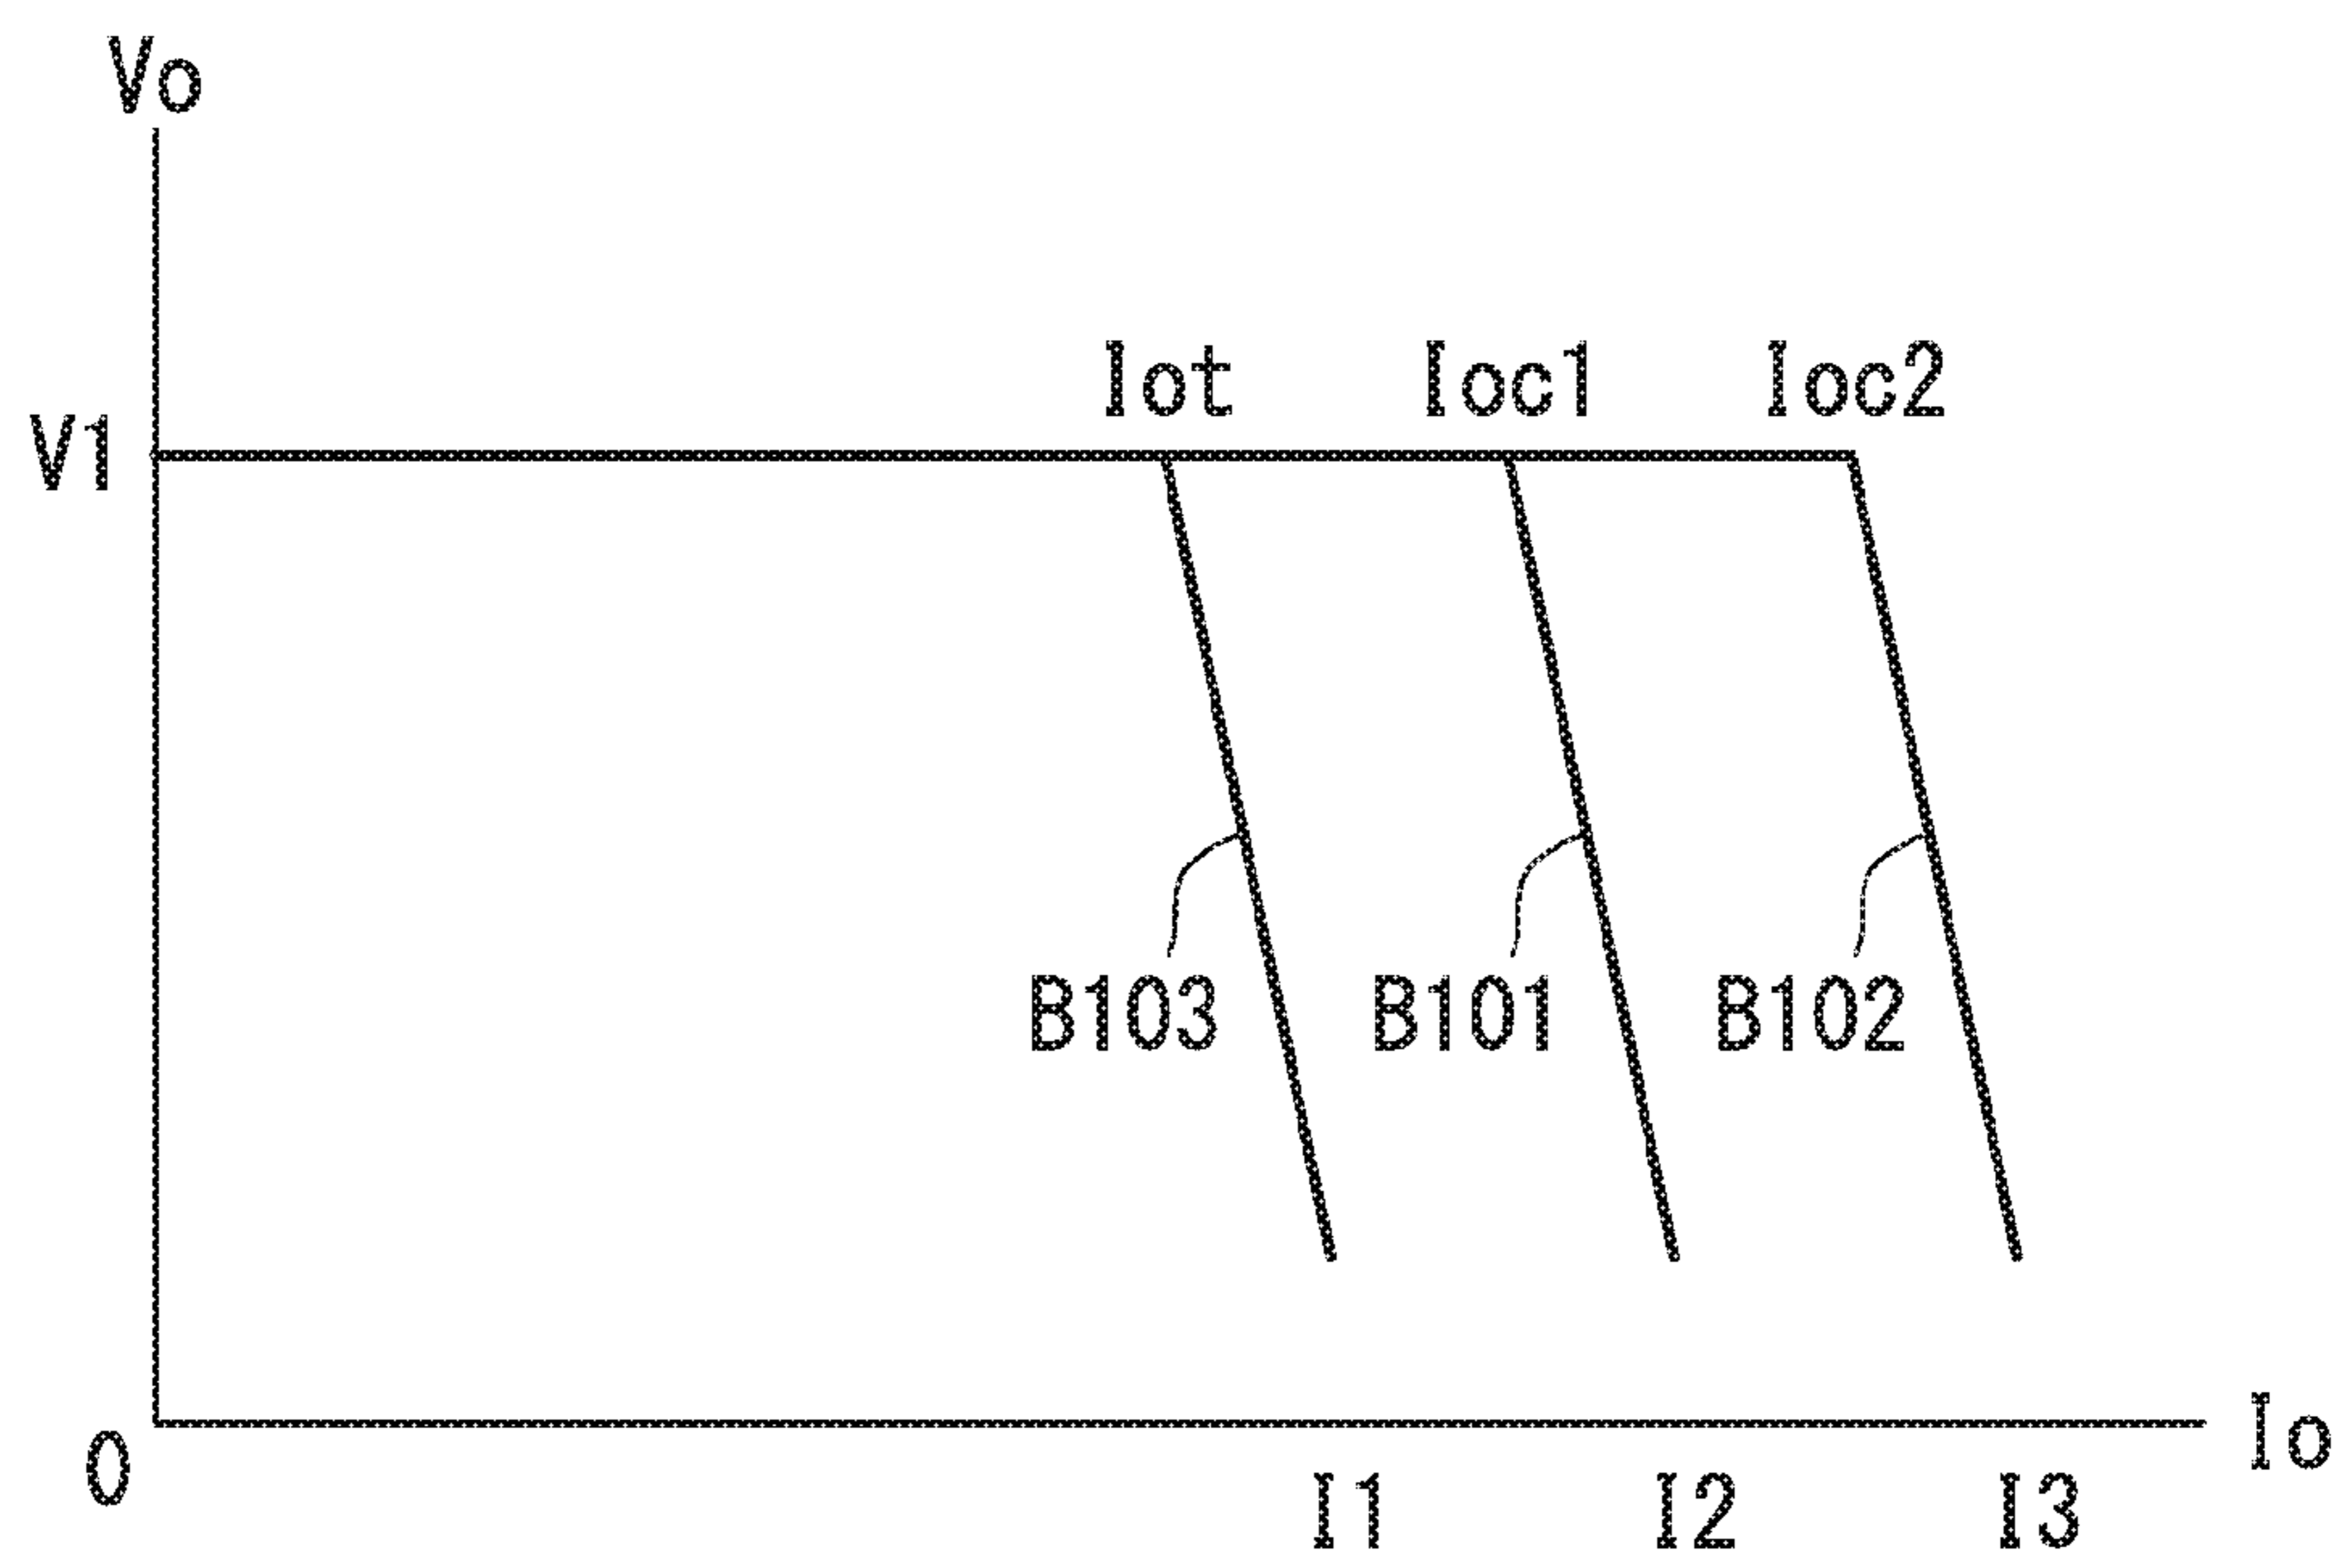 Vo
Iot Ioc1 Ioc2
V1
B103 B101 B102
0 Io
I1 I2 I3